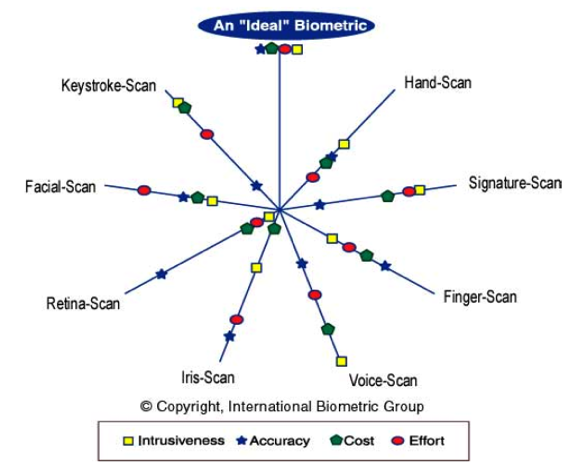 An "Ideal" Biometric
Keystroke-Scan
Hand-Scan
Facial-Scan
Signature-Scan
Retina-Scan
Finger-Scan
Iris-Scan
Voice-Scan
© Copyright, International Biometric Group
Intrusiveness Accuracy Cost Effort